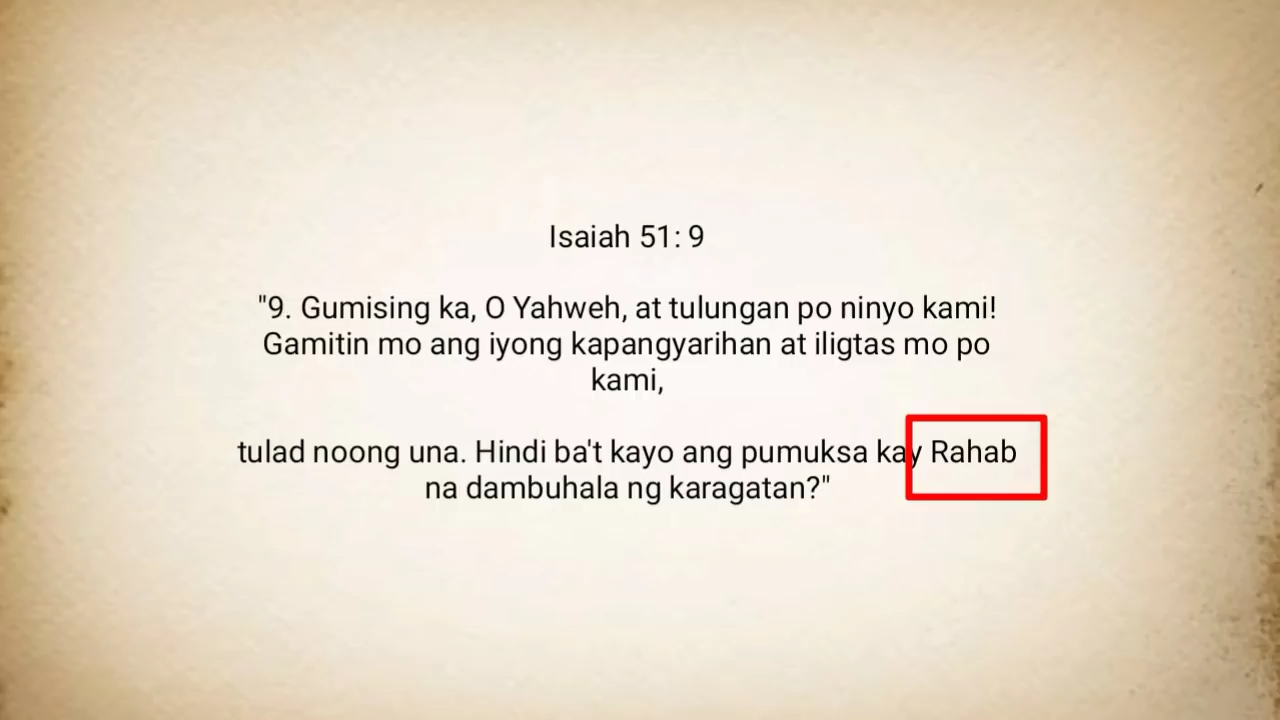 Isaiah 51: 9
"9. Gumising ka, O Yahweh, at tulungan po ninyo kami!
Gamitin mo ang iyong kapangyarihan at iligtas mo po
kami,
tulad noong una. Hindi ba't kayo ang pumuksa kay Rahab
na dambuhala ng karagatan?"